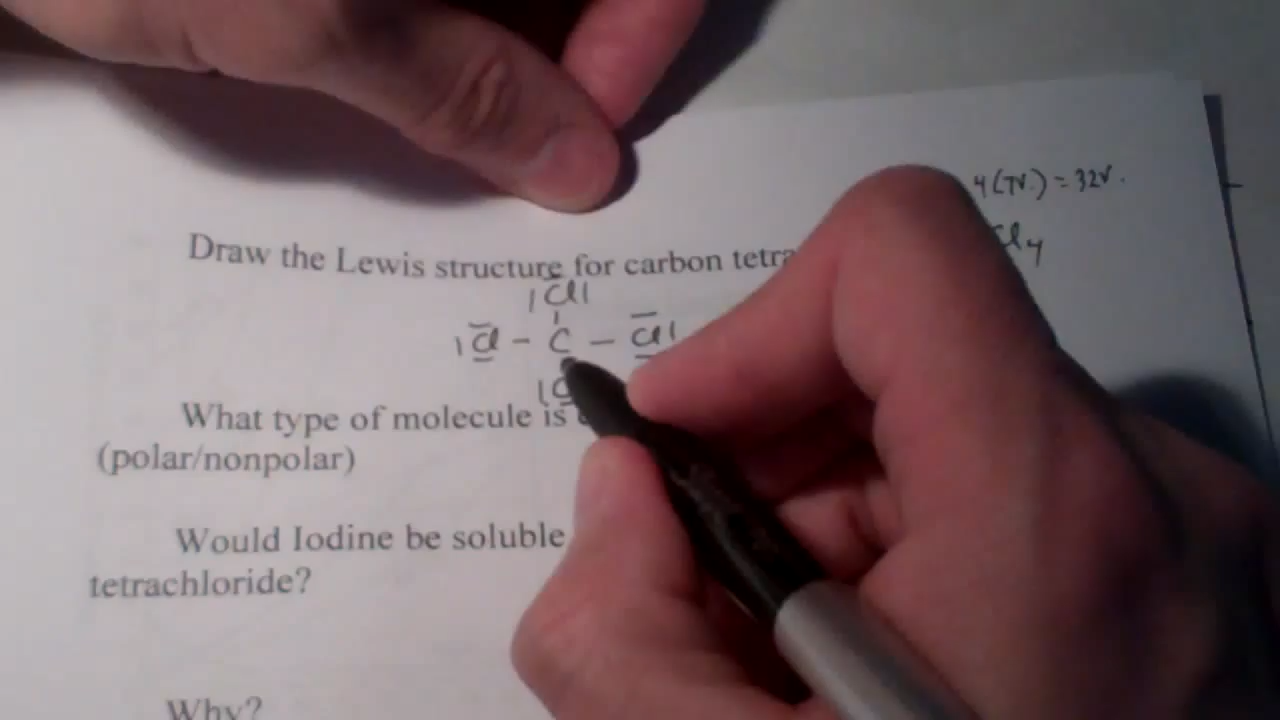 4(7v.) = 32v.
Cl4
Draw the Lewis structure for carbon
|Cl|
|Cl - C - Cl|
What type of molecule is
(polar/nonpolar)
Would Iodine be soluble
tetrachloride?
Why?